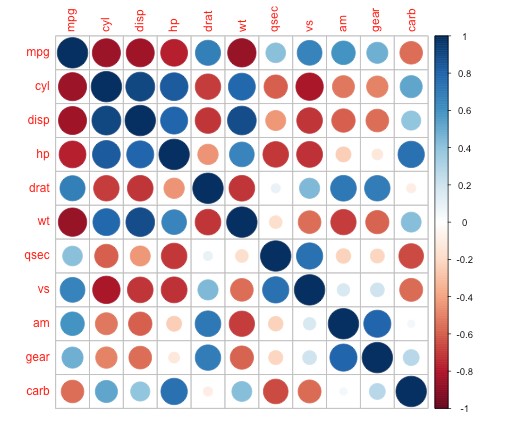 mpg cyl disp hp drat wt qsec vs am gear carb
mpg
cyl
disp
hp
drat
wt
qsec
vs
am
gear
carb
1
0.8
0.6
0.4
0.2
0
-0.2
-0.4
-0.6
-0.8
-1